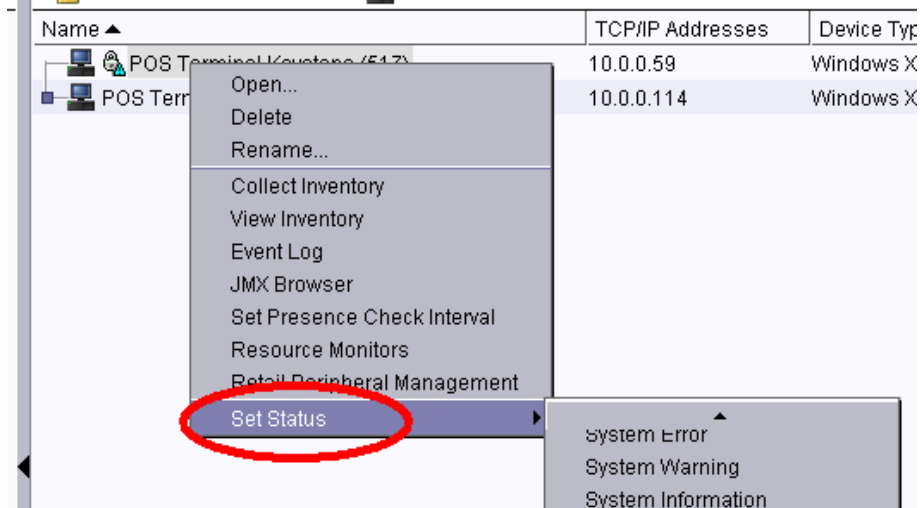 Name TCP/IP Addresses Device Typ
POS Terminal Keystone (517) 10.0.0.59 Windows X
POS Terr 10.0.0.114 Windows X
Open...
Delete
Rename...
Collect Inventory
View Inventory
Event Log
JMX Browser
Set Presence Check Interval
Resource Monitors
Retail Peripheral Management
Set Status
System Error
System Warning
System Information